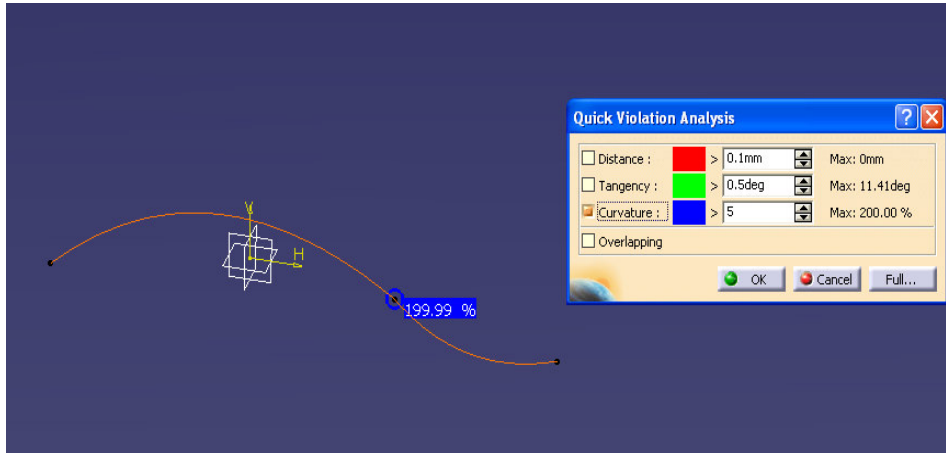 Quick Violation Analysis
Distance : > 0.1mm Max: 0mm
Tangency : > 0.5deg Max: 11.41deg
Curvature : > 5 Max: 200.00 %
Overlapping
OK Cancel Full...
V
H
199.99 %